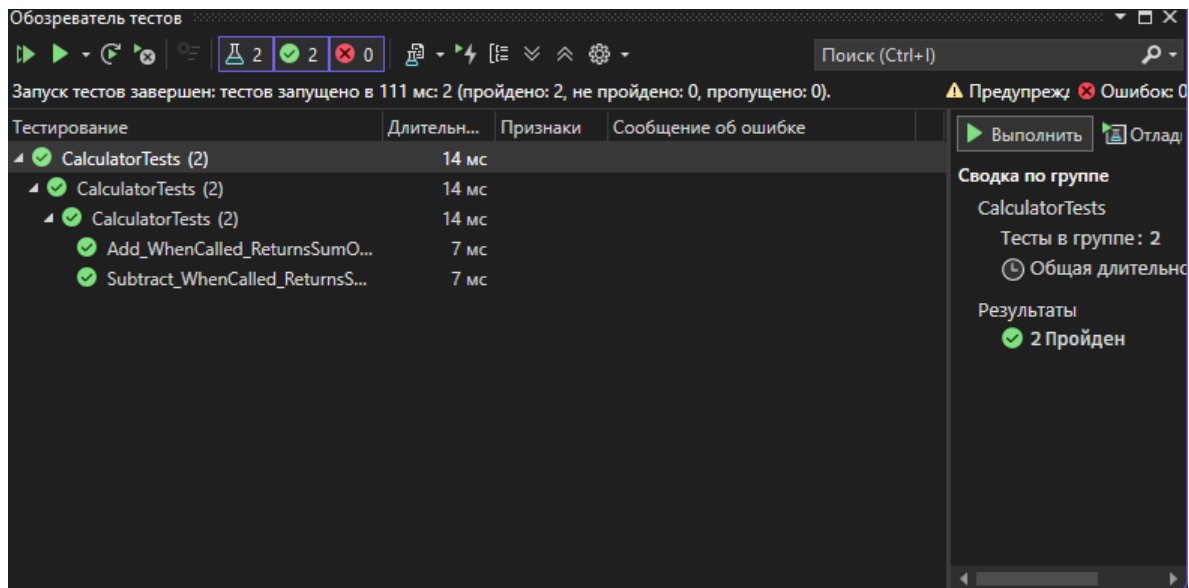 Обозреватель тестов
2 2 0 Поиск (Ctrl+I)
Запуск тестов завершен: тестов запущено в 111 мс: 2 (пройдено: 2, не пройдено: 0, пропущено: 0). Предупреж Ошибок: 0
Тестирование Длительн... Признаки Сообщение об ошибке
CalculatorTests (2) 14 мс
CalculatorTests (2) 14 мс
CalculatorTests (2) 14 мс
Add_WhenCalled_ReturnsSumO... 7 мс
Subtract_WhenCalled_ReturnsS... 7 мс
Выполнить Отлад
Сводка по группе
CalculatorTests
Тесты в группе: 2
Общая длительно
Результаты
2 Пройден